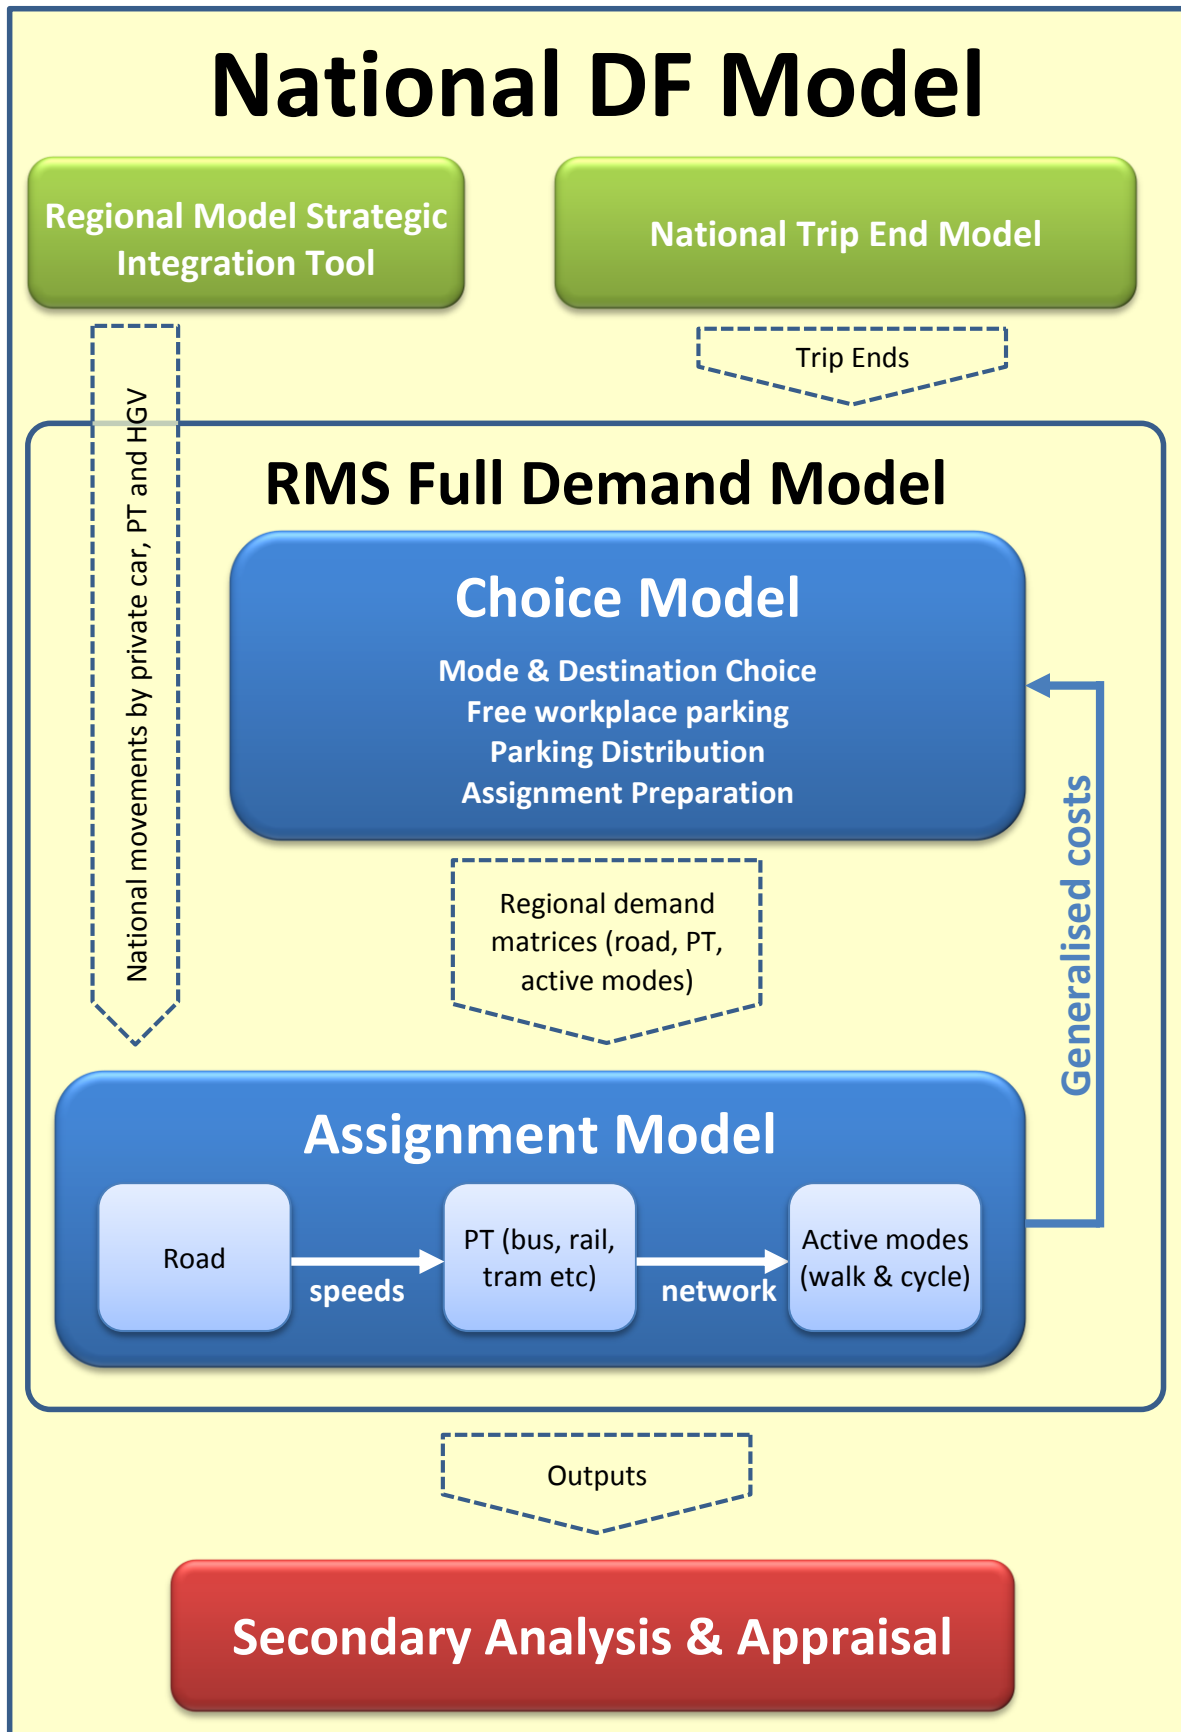 National DF Model
Regional Model Strategic
Integration Tool
National Trip End Model
Trip Ends
National movements by private car, PT and HGV
RMS Full Demand Model
Choice Model
Mode & Destination Choice
Free workplace parking
Parking Distribution
Assignment Preparation
Generalised costs
Regional demand
matrices (road, PT,
active modes)
Assignment Model
Road
speeds
PT (bus, rail,
tram etc)
network
Active modes
(walk & cycle)
Outputs
Secondary Analysis & Appraisal